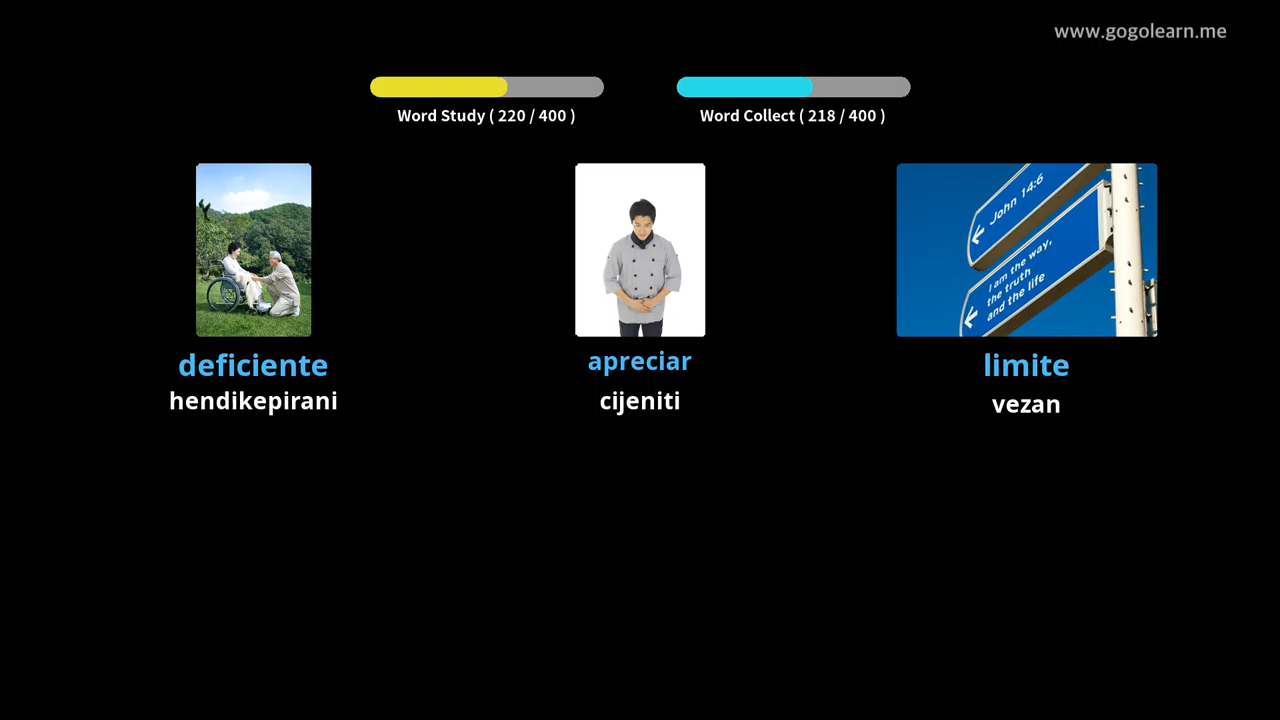 www.gogolearn.me
Word Study ( 220 / 400 )
Word Collect ( 218 / 400 )
John 14:6
I am the way,
the truth
and the life
deficiente
apreciar
limite
hendikepirani
cijeniti
vezan